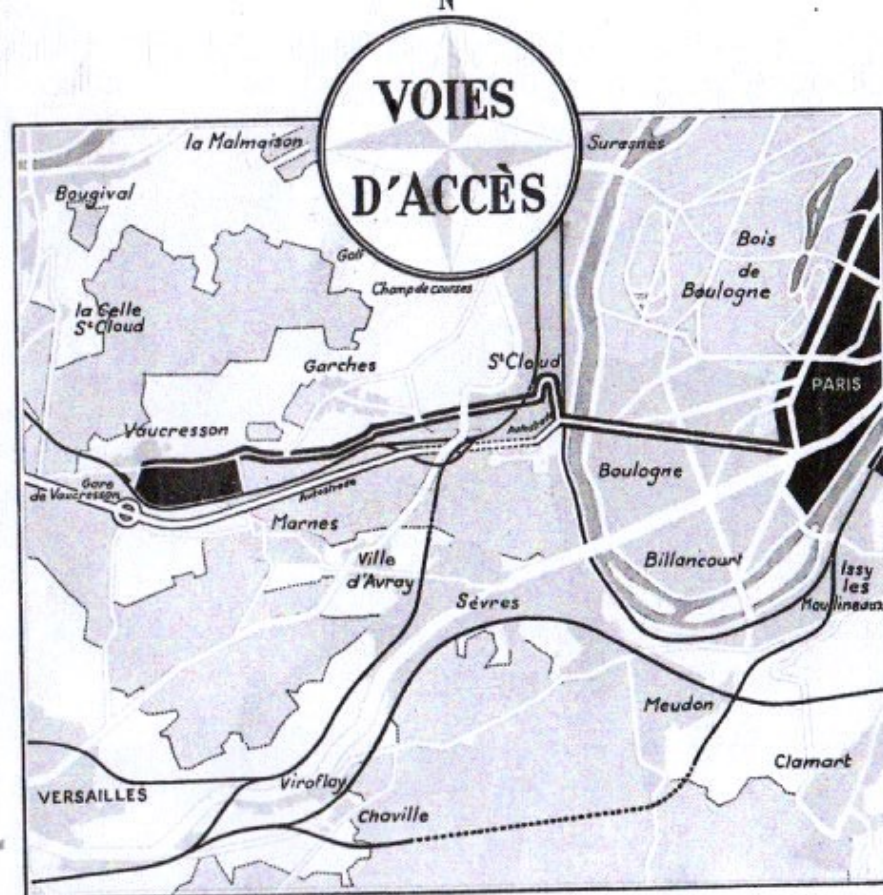 N
VOIES
D'ACCÈS
la Malmaison
Suresnes
Bougival
Golf
Bois
de
Boulogne
Champ de courses
la Celle
St Cloud
Garches
St Cloud
PARIS
Vaucresson
Autostrade
Boulogne
Gare
de Vaucresson
Autostrade
Marnes
Ville
d'Avray
Billancourt
Issy
les
Moulineaux
Sèvres
Meudon
Clamart
VERSAILLES
Viroflay
Chaville